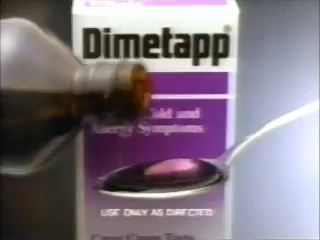 Dimetapp®
Cold and
Allergy Symptoms
USE ONLY AS DIRECTED